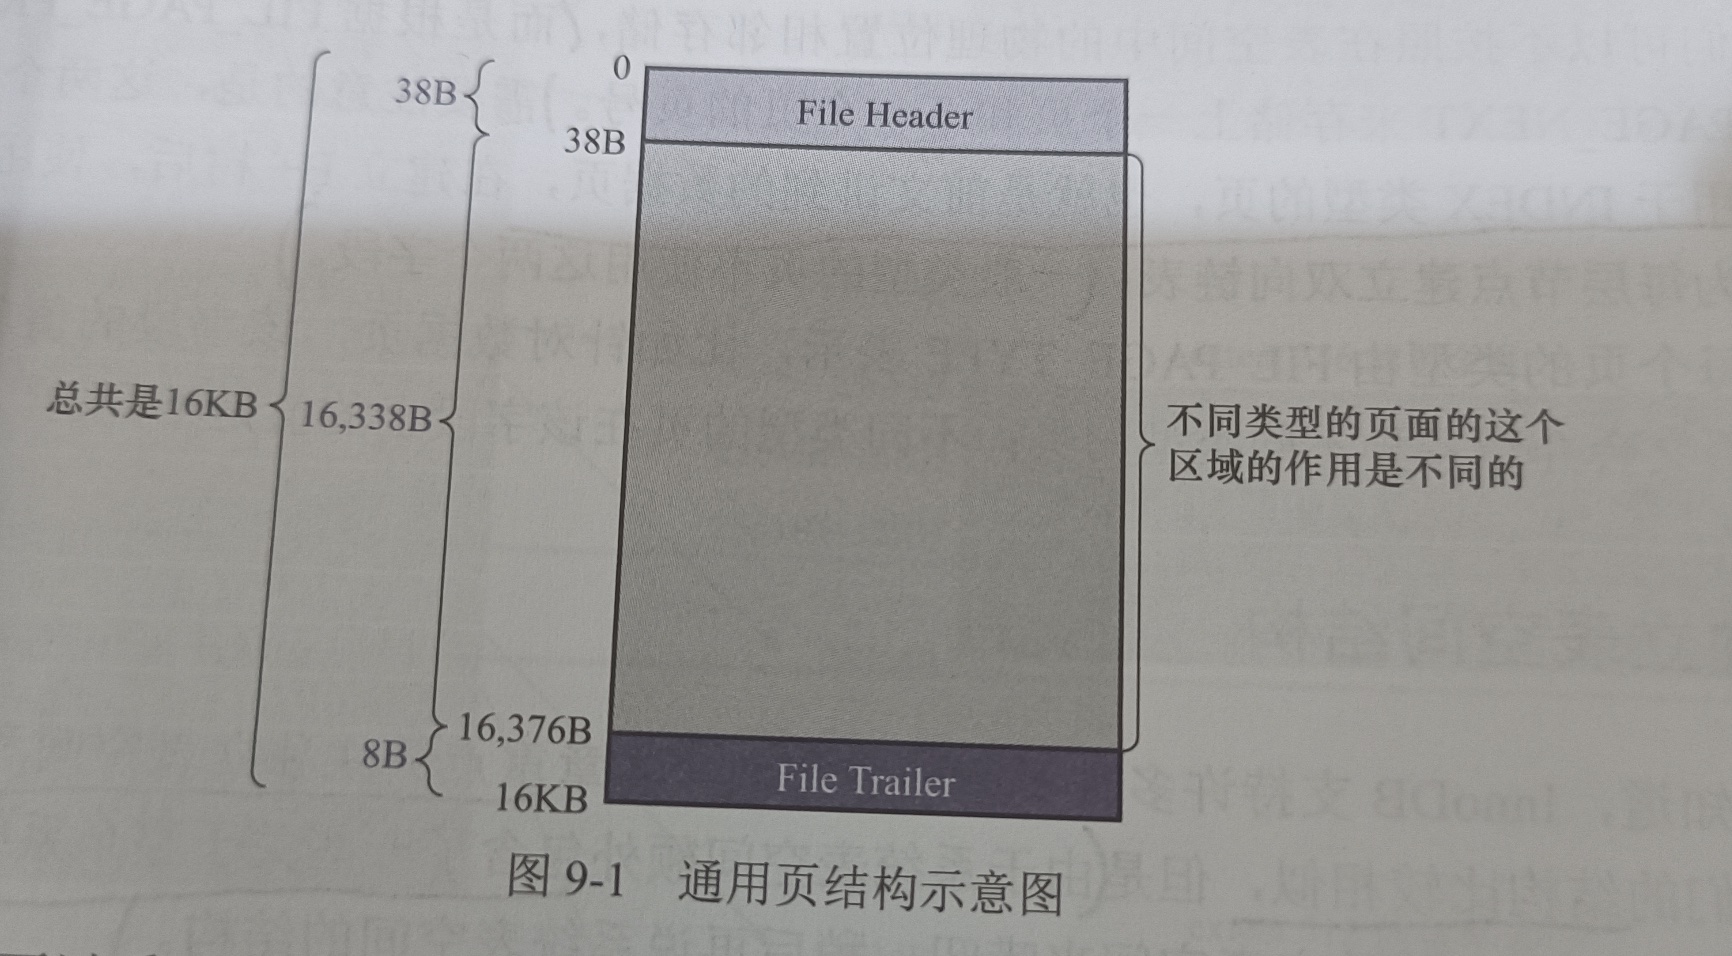 0
38B
File Header
38B
总共是16KB
16,338B
不同类型的页面的这个
区域的作用是不同的
16,376B
8B
File Trailer
16KB
图 9-1 通用页结构示意图